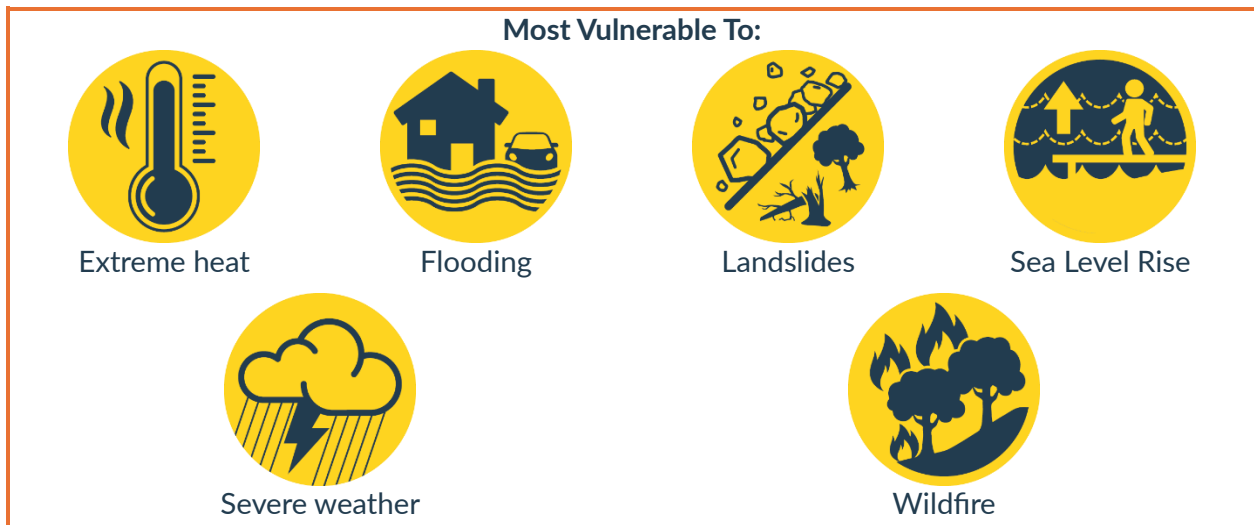 Most Vulnerable To:
Extreme heat
Flooding
Landslides
Sea Level Rise
Severe weather
Wildfire